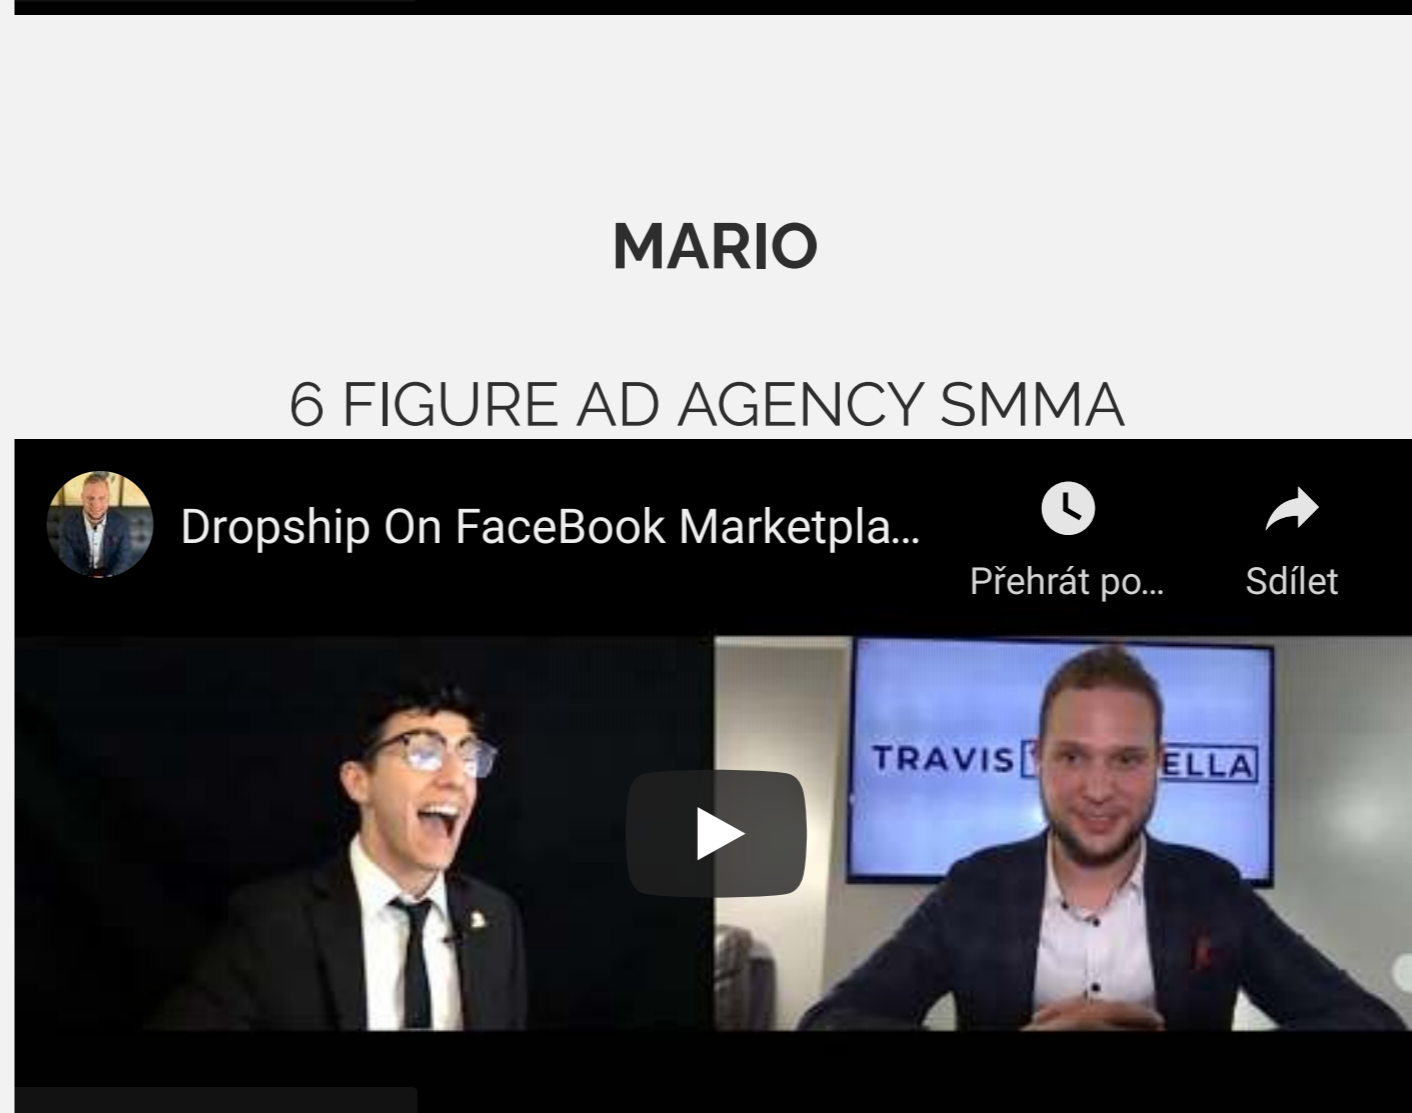 MARIO
6 FIGURE AD AGENCY SMMA
Dropship On FaceBook Marketpla...
Přehrát po...
Sdílet
TRAVIS
ELLA